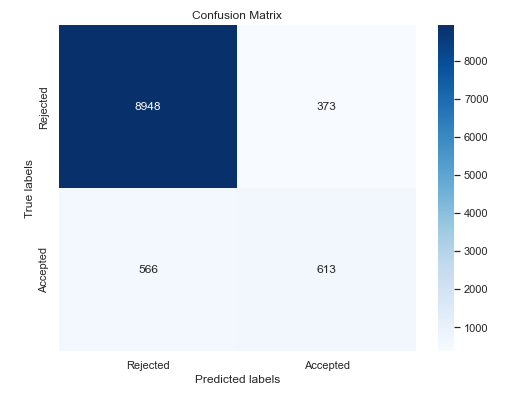 Confusion Matrix
Rejected
8948
373
8000
7000
6000
True labels
5000
4000
Accepted
566
613
3000
2000
1000
Rejected
Accepted
Predicted labels